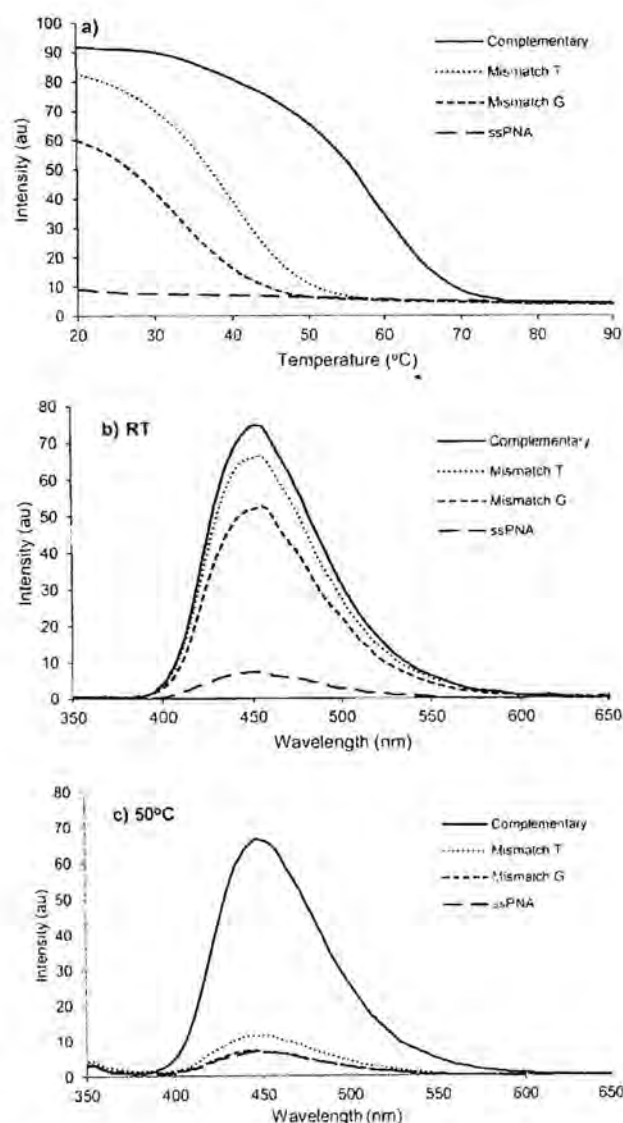 a)
Complementary
Mismatch T
Mismatch G
ssPNA
Intensity (au)
100
90
80
70
60
50
40
30
20
10
0
20 30 40 50 60 70 80 90
Temperature (°C)
b) RT
Complementary
Mismatch T
Mismatch G
ssPNA
Intensity (au)
80
70
60
50
40
30
20
10
0
350 400 450 500 550 600 650
Wavelength (nm)
c) 50°C
Complementary
Mismatch T
Mismatch G
ssPNA
Intensity (au)
80
70
60
50
40
30
20
10
0
350 400 450 500 550 600 650
Wavelength (nm)